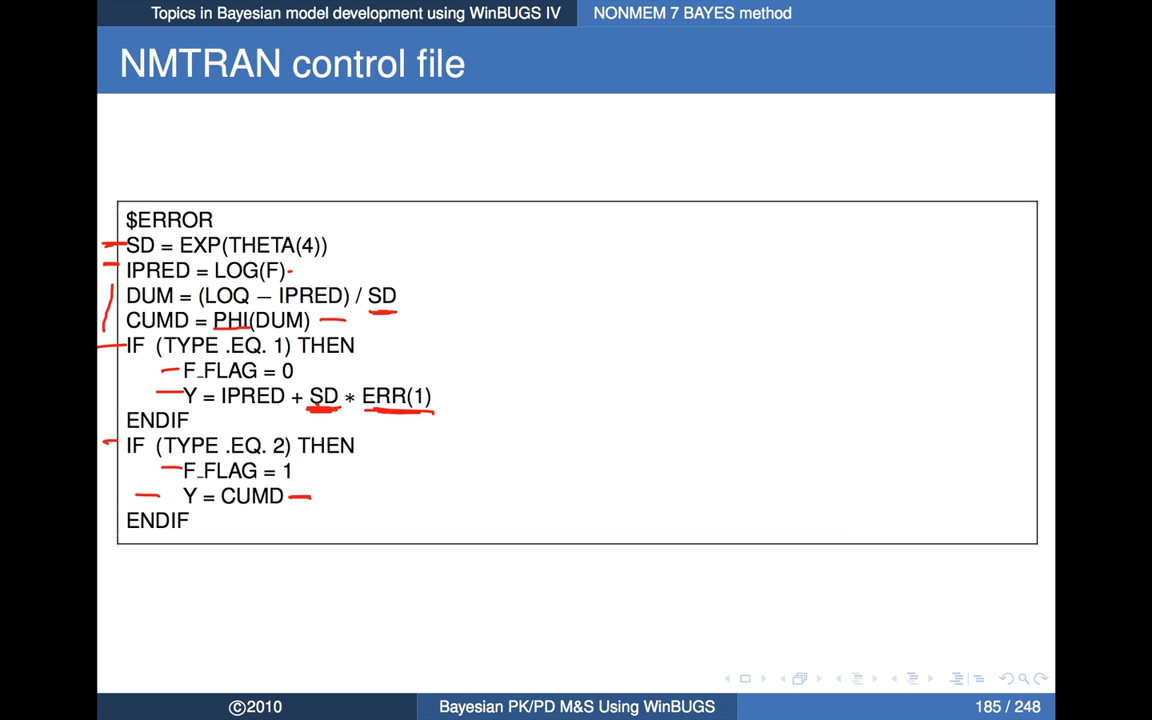 Topics in Bayesian model development using WinBUGS IV NONMEM 7 BAYES method
NMTRAN control file
$ERROR
SD = EXP(THETA(4))
IPRED = LOG(F)
DUM = (LOQ − IPRED) / SD
CUMD = PHI(DUM)
IF (TYPE .EQ. 1) THEN
F_FLAG = 0
Y = IPRED + SD ∗ ERR(1)
ENDIF
IF (TYPE .EQ. 2) THEN
F_FLAG = 1
Y = CUMD
ENDIF
©2010 Bayesian PK/PD M&S Using WinBUGS 185 / 248